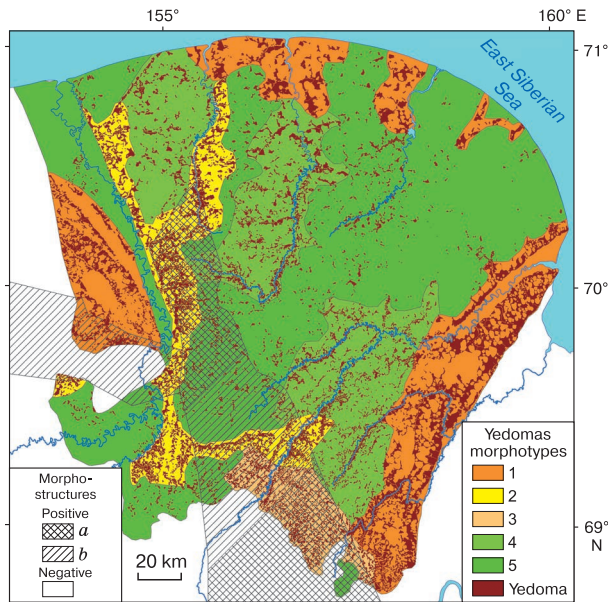 155° 160° E
71°
East Siberian
Sea
70°
69°
N
Yedomas
morphotypes
1
2
3
4
5
Yedoma
Morpho-
structures
Positive
a
b
Negative
20 km